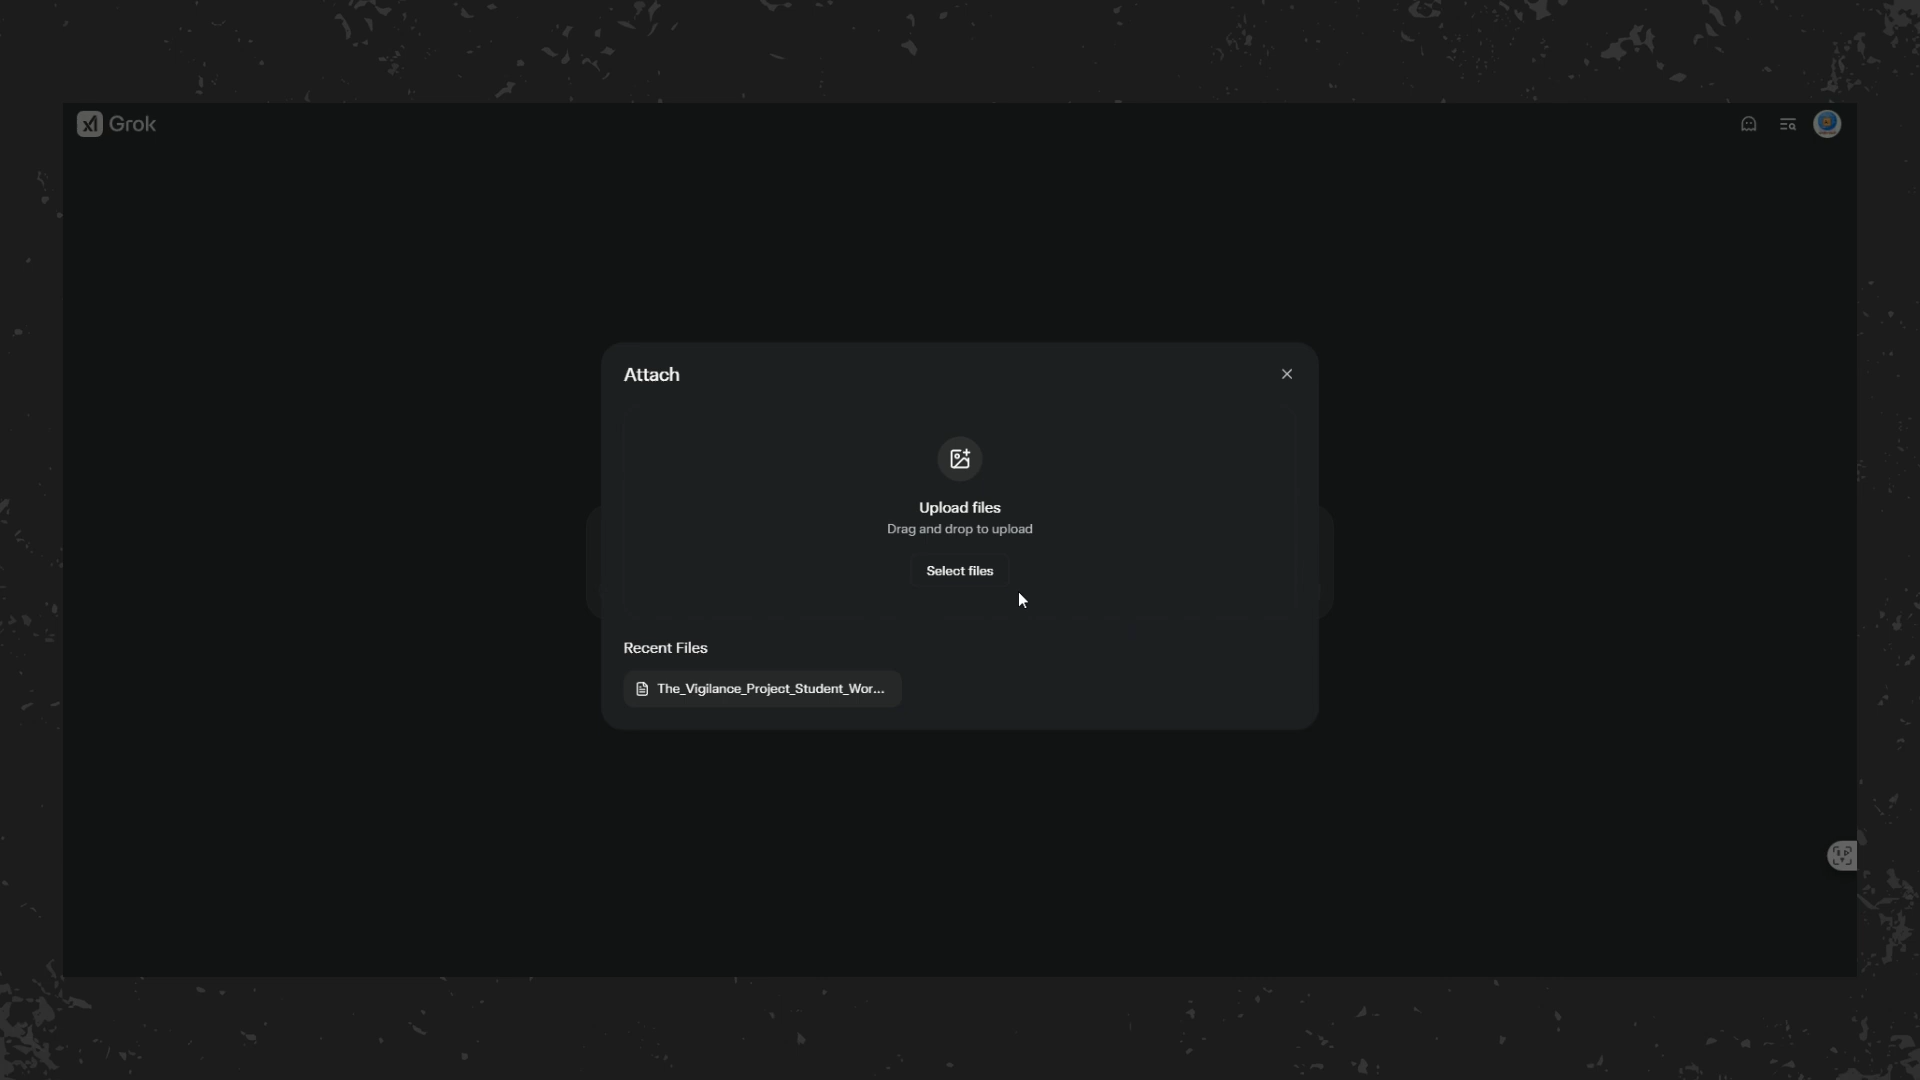 Grok
Attach
Upload files
Drag and drop to upload
Select files
Recent Files
The_Vigilance_Project_Student_Wor...